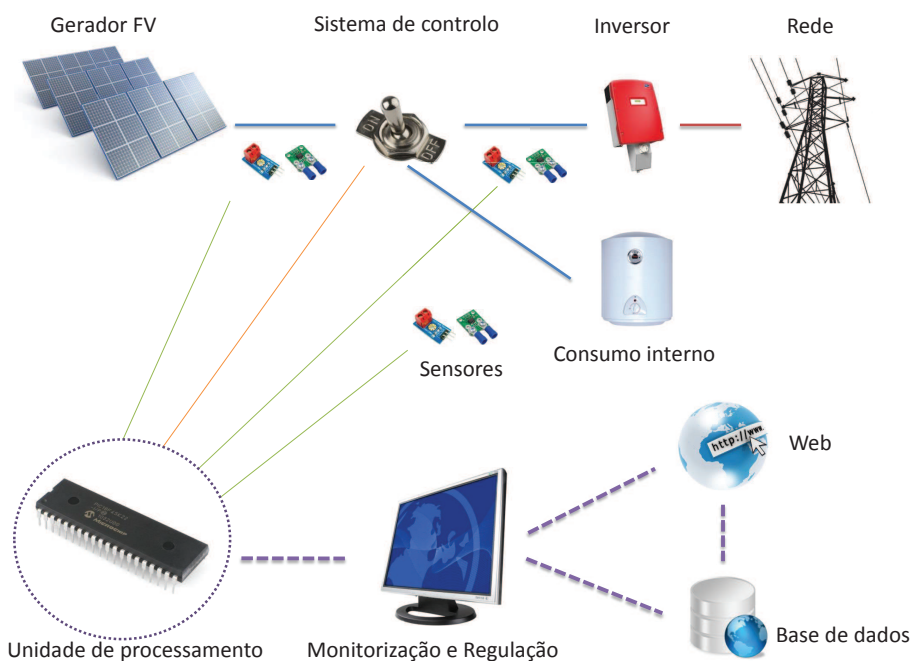 Gerador FV
Sistema de controlo
Inversor
Rede
ON
OFF
Consumo interno
Sensores
http://www.
Web
MICROCHIP
Unidade de processamento
Monitorização e Regulação
Base de dados